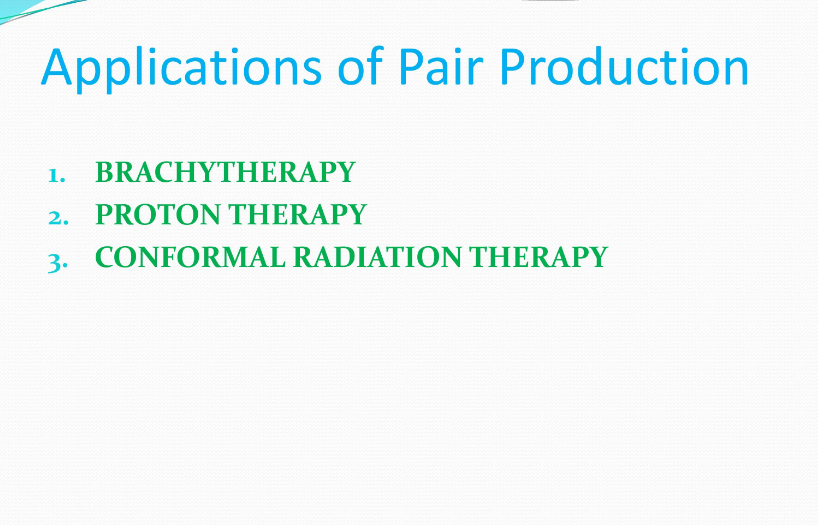 Applications of Pair Production
1. BRACHYTHERAPY
2. PROTON THERAPY
3. CONFORMAL RADIATION THERAPY